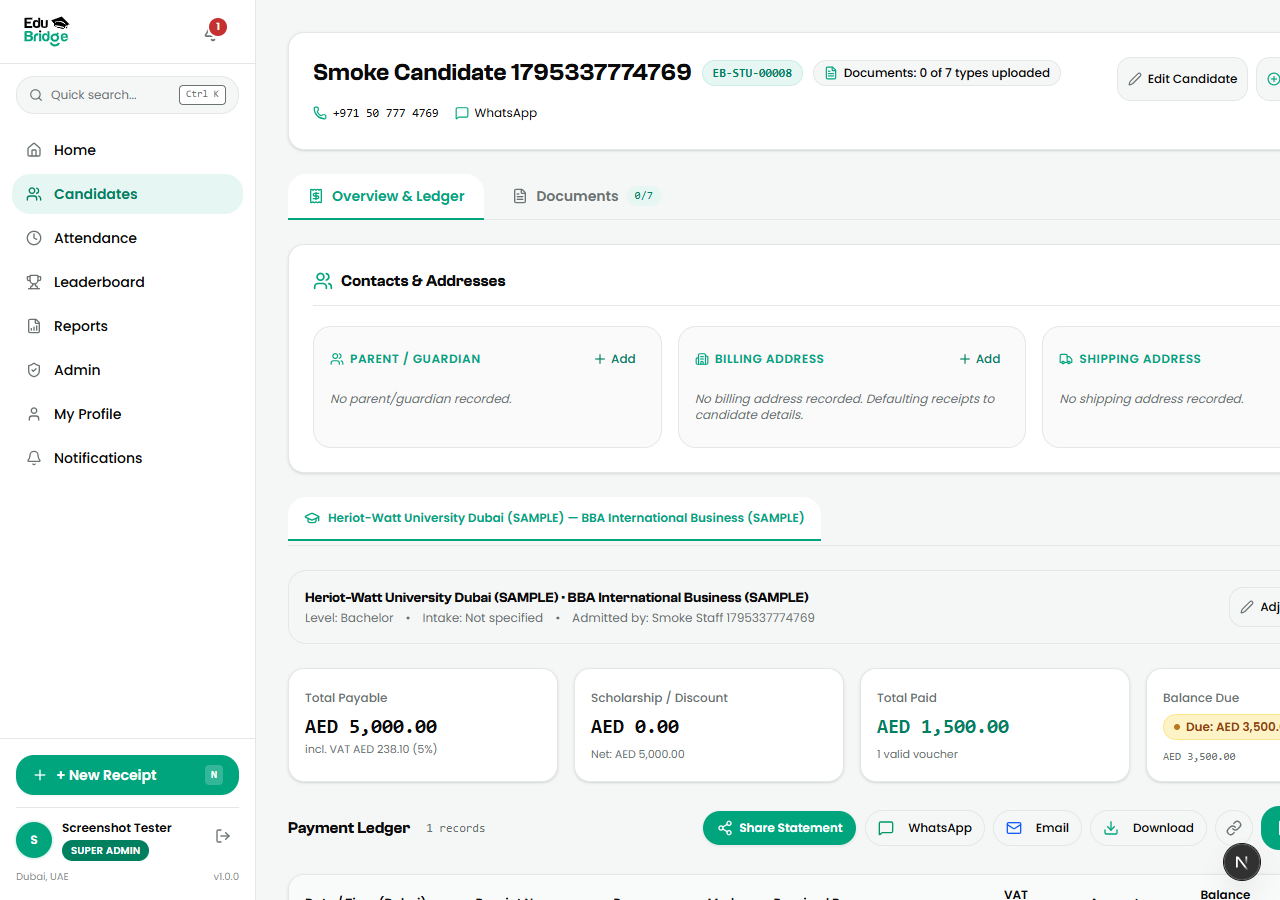 Edu
Bridge
1
Quick search...
Ctrl K
Home
Candidates
Attendance
Leaderboard
Reports
Admin
My Profile
Notifications
+ New Receipt
N
S
Screenshot Tester
SUPER ADMIN
Dubai, UAE
v1.0.0
Smoke Candidate 1795337774769
EB-STU-00008
Documents: 0 of 7 types uploaded
Edit Candidate
+971 50 777 4769
WhatsApp
Overview & Ledger
Documents
0/7
Contacts & Addresses
PARENT / GUARDIAN
Add
No parent/guardian recorded.
BILLING ADDRESS
Add
No billing address recorded. Defaulting receipts to
candidate details.
SHIPPING ADDRESS
No shipping address recorded.
Heriot-Watt University Dubai (SAMPLE) — BBA International Business (SAMPLE)
Heriot-Watt University Dubai (SAMPLE) · BBA International Business (SAMPLE)
Level: Bachelor • Intake: Not specified • Admitted by: Smoke Staff 1795337774769
Total Payable
AED 5,000.00
incl. VAT AED 238.10 (5%)
Scholarship / Discount
AED 0.00
Net: AED 5,000.00
Total Paid
AED 1,500.00
1 valid voucher
Balance Due
Due: AED 3,500.
AED 3,500.00
Payment Ledger
1 records
Share Statement
WhatsApp
Email
Download
N
VAT
Balance